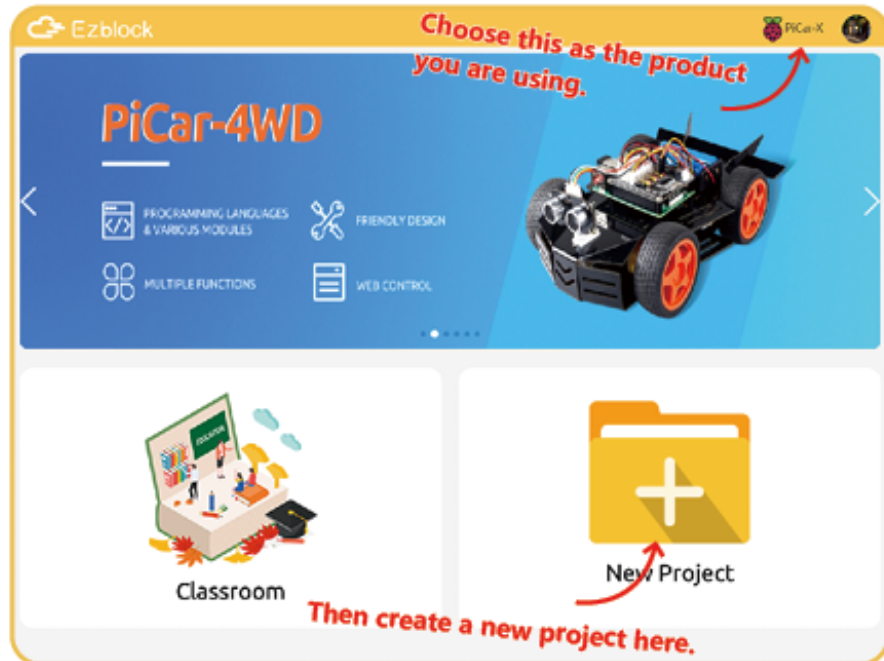 Ezblock
Choose this as the product
you are using.
PiCar-X
PiCar-4WD
PROGRAMMING LANGUAGES
& VARIOUS MODULES
FRIENDLY DESIGN
MULTIPLE FUNCTIONS
WEB CONTROL
EDUCATION
Classroom
New Project
Then create a new project here.